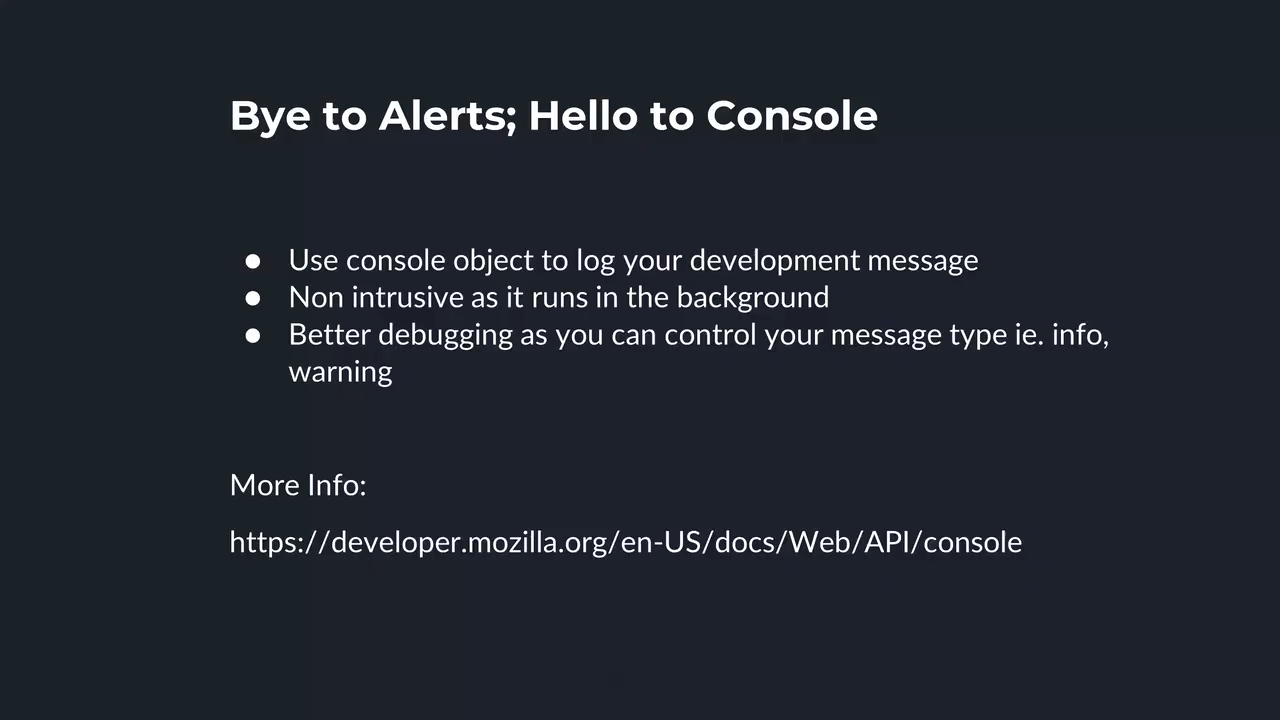 Bye to Alerts; Hello to Console
● Use console object to log your development message
● Non intrusive as it runs in the background
● Better debugging as you can control your message type ie. info,
warning
More Info:
https://developer.mozilla.org/en-US/docs/Web/API/console